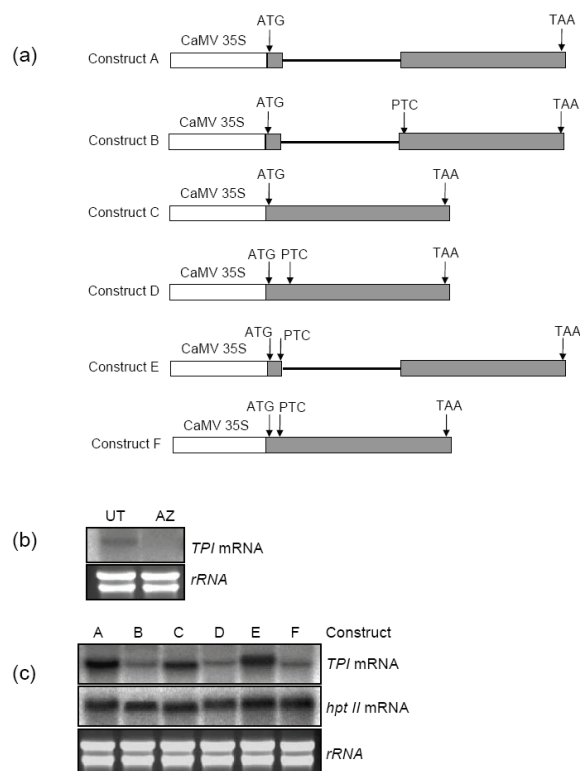 (a)
ATG
TAA
CaMV 35S
Construct A
ATG
PTC
TAA
CaMV 35S
Construct B
ATG
TAA
CaMV 35S
Construct C
ATG PTC
TAA
CaMV 35S
Construct D
ATG
PTC
TAA
CaMV 35S
Construct E
ATG PTC
TAA
CaMV 35S
Construct F
(b)
UT AZ
TPI mRNA
rRNA
(c)
A B C D E F Construct
TPI mRNA
hpt II mRNA
rRNA